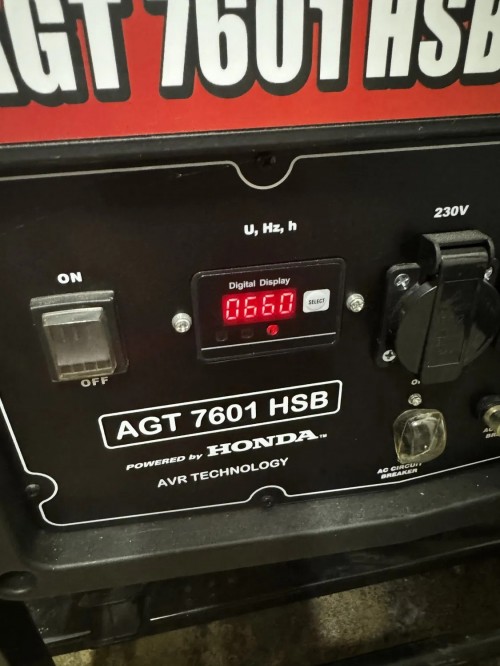 AGT 7601 HSB
U, Hz, h
230V
ON
Digital Display
0660
SELECT
OFF
AGT 7601 HSB
POWERED by HONDA™
AVR TECHNOLOGY
AC CIRCUIT
BREAKER